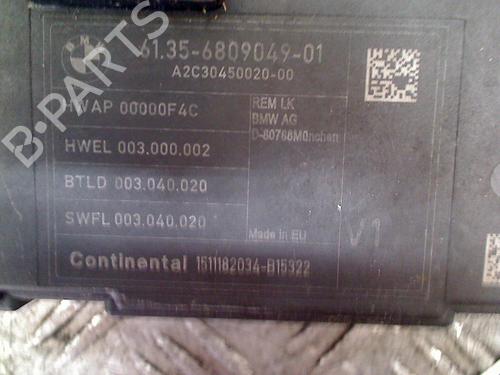 BMW
61.35-6809049-01
A2C30450020-00
HWAP 00000F4C
HWEL 003.000.002
BTLD 003.040.020
SWFL 003.040.020
REM LK
BMW AG
D-80788München
Made in EU
V1
Continental 1511182034-B15322